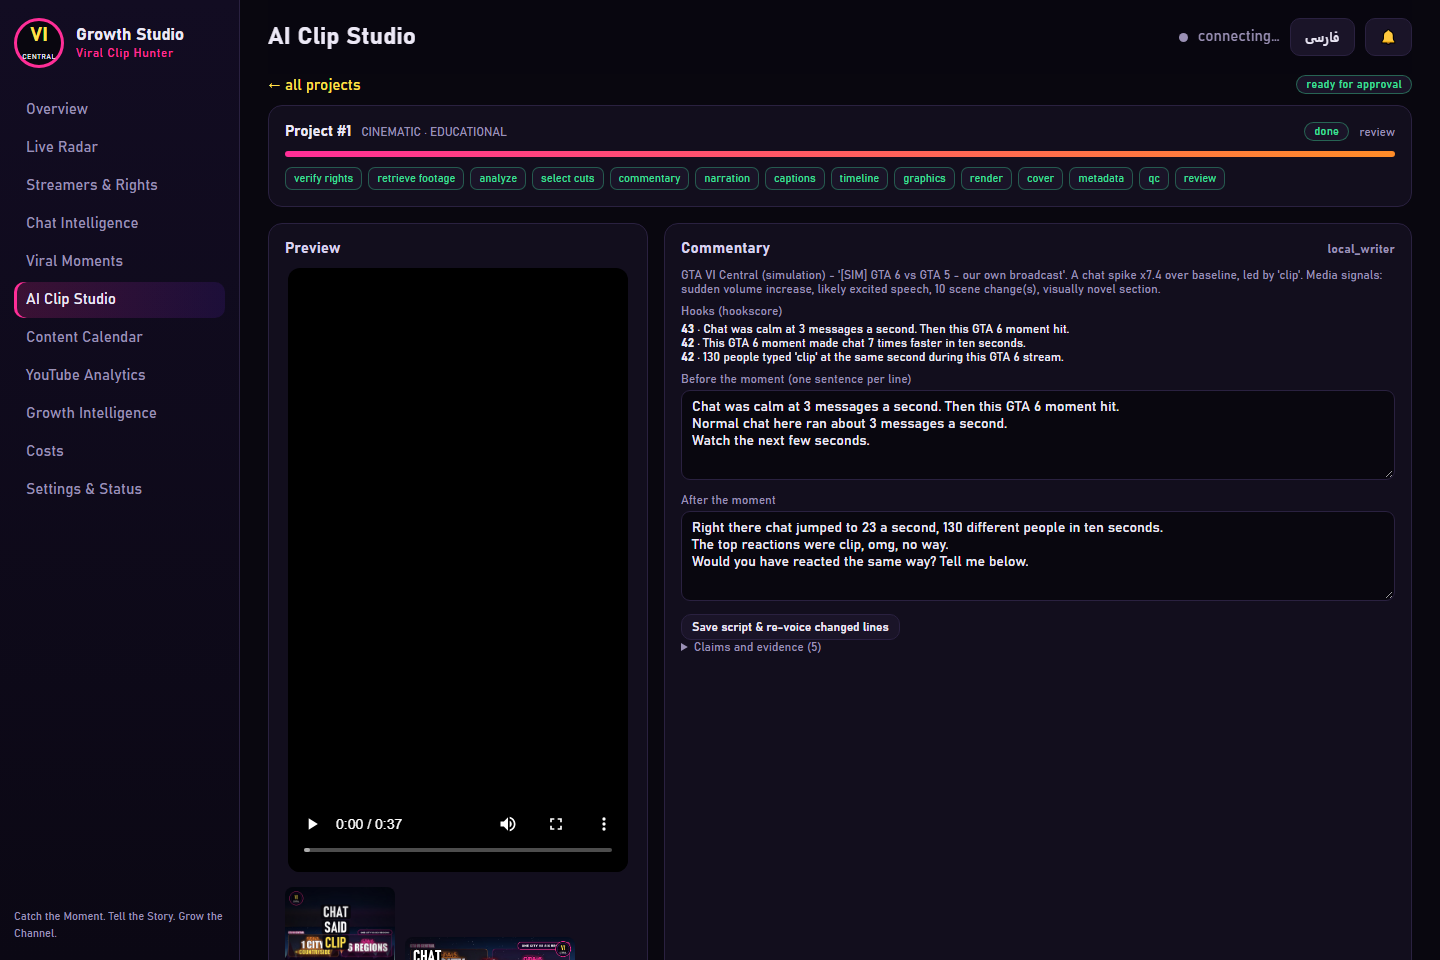 VI
CENTRAL
Growth Studio
Viral Clip Hunter
Overview
Live Radar
Streamers & Rights
Chat Intelligence
Viral Moments
AI Clip Studio
Content Calendar
YouTube Analytics
Growth Intelligence
Costs
Settings & Status
Catch the Moment. Tell the Story. Grow the
Channel.
AI Clip Studio
connecting…
فارسی
← all projects
ready for approval
Project #1 CINEMATIC · EDUCATIONAL
done review
verify rights retrieve footage analyze select cuts commentary narration captions timeline graphics render cover metadata qc review
Preview
0:00 / 0:37
CHAT
SAID
CLIP
1 CITY
REGIONS
CHAT
Commentary
local_writer
GTA VI Central (simulation) - '[SIM] GTA 6 vs GTA 5 - our own broadcast'. A chat spike x7.4 over baseline, led by 'clip'. Media signals:
sudden volume increase, likely excited speech, 10 scene change(s), visually novel section.
Hooks (hookscore)
43 · Chat was calm at 3 messages a second. Then this GTA 6 moment hit.
42 · This GTA 6 moment made chat 7 times faster in ten seconds.
42 · 130 people typed 'clip' at the same second during this GTA 6 stream.
Before the moment (one sentence per line)
Chat was calm at 3 messages a second. Then this GTA 6 moment hit.
Normal chat here ran about 3 messages a second.
Watch the next few seconds.
After the moment
Right there chat jumped to 23 a second, 130 different people in ten seconds.
The top reactions were clip, omg, no way.
Would you have reacted the same way? Tell me below.
Save script & re-voice changed lines
Claims and evidence (5)